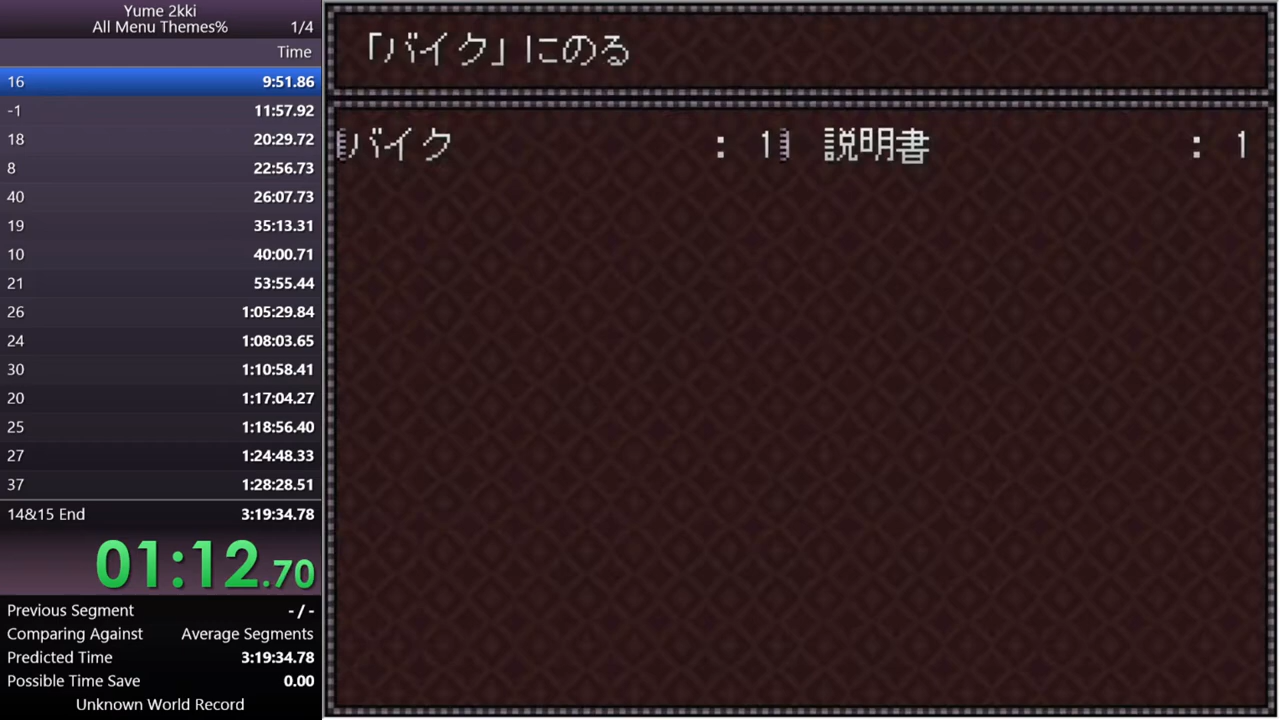 Yume 2kki
All Menu Themes% 1/4
Time
16 9:51.86
-1 11:57.92
18 20:29.72
8 22:56.73
40 26:07.73
19 35:13.31
10 40:00.71
21 53:55.44
26 1:05:29.84
24 1:08:03.65
30 1:10:58.41
20 1:17:04.27
25 1:18:56.40
27 1:24:48.33
37 1:28:28.51
14&15 End 3:19:34.78
01:12.70
Previous Segment - / -
Comparing Against Average Segments
Predicted Time 3:19:34.78
Possible Time Save 0.00
Unknown World Record
「バイク」にのる
バイク : 1 説明書 : 1